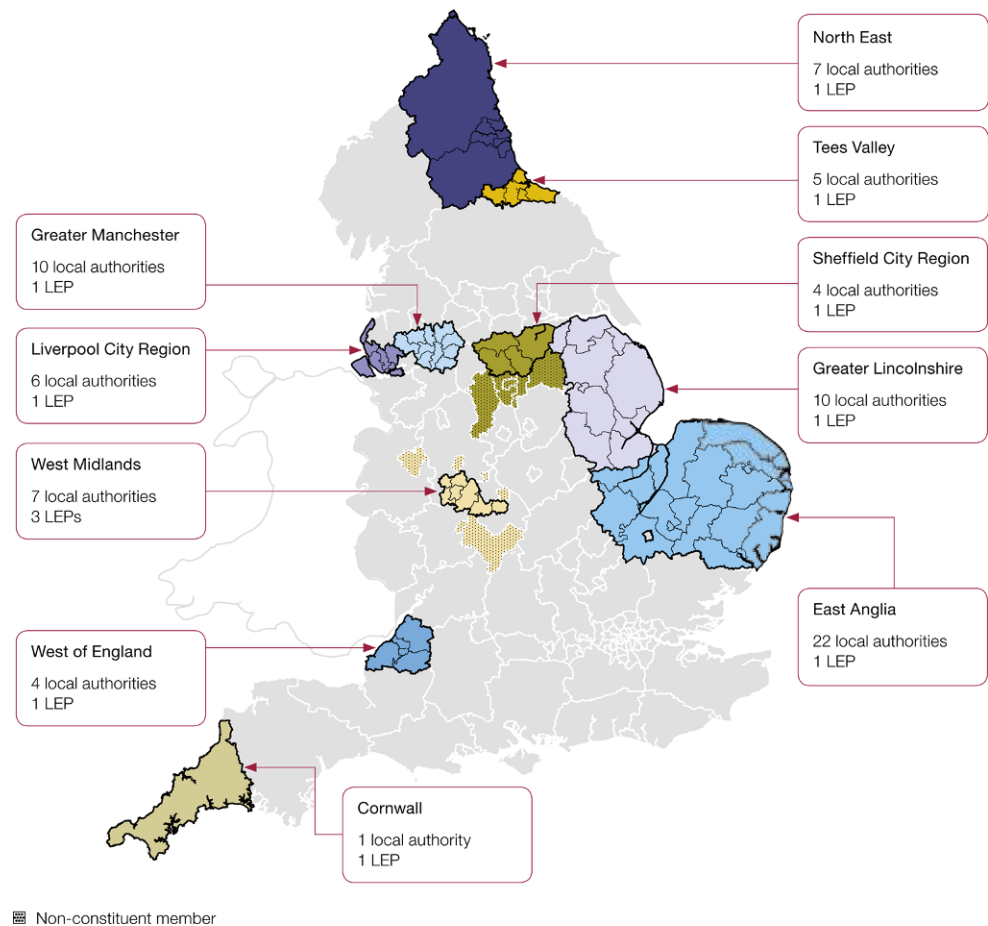 North East
7 local authorities
1 LEP
Tees Valley
5 local authorities
1 LEP
Greater Manchester
10 local authorities
1 LEP
Sheffield City Region
4 local authorities
1 LEP
Liverpool City Region
6 local authorities
1 LEP
Greater Lincolnshire
10 local authorities
1 LEP
West Midlands
7 local authorities
3 LEPs
East Anglia
22 local authorities
1 LEP
West of England
4 local authorities
1 LEP
Cornwall
1 local authority
1 LEP
Non-constituent member